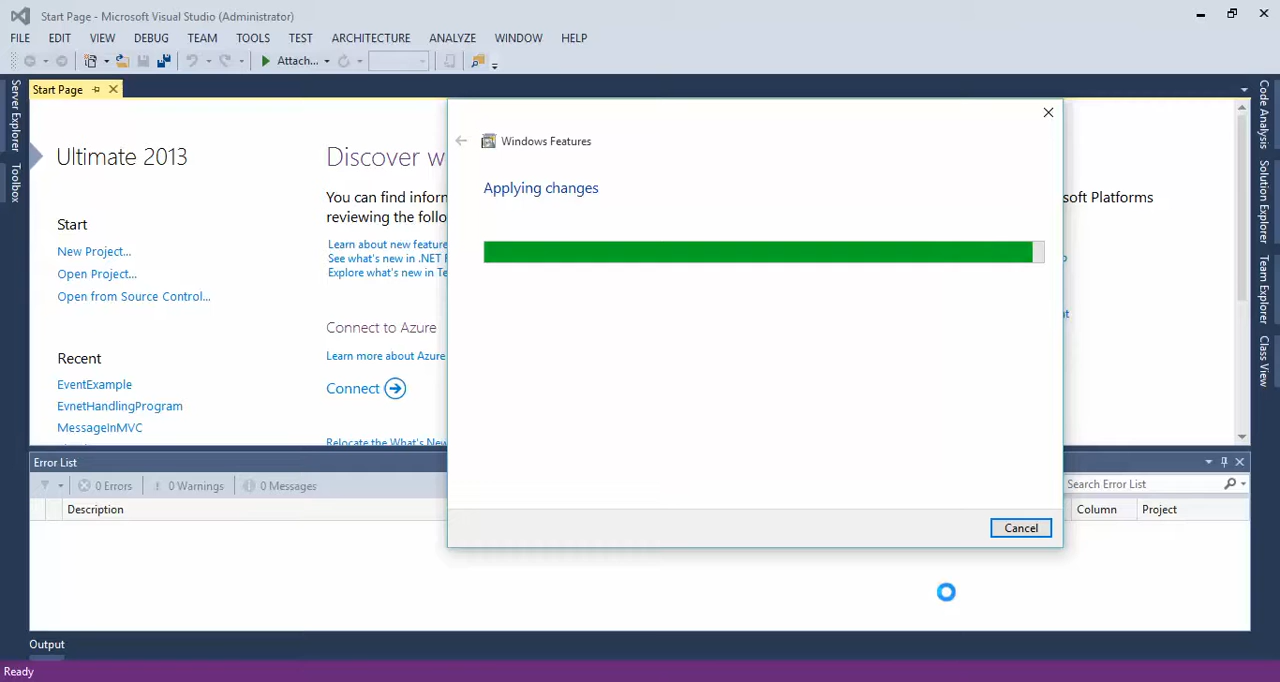 Start Page - Microsoft Visual Studio (Administrator)
FILE EDIT VIEW DEBUG TEAM TOOLS TEST ARCHITECTURE ANALYZE WINDOW HELP
Attach...
Start Page
Server Explorer
Toolbox
Ultimate 2013
Start
New Project...
Open Project...
Open from Source Control...
Recent
EventExample
EvnetHandlingProgram
MessageInMVC
Discover w
You can find inforn
reviewing the follo
Learn about new feature
See what's new in .NET F
Explore what's new in Te
Connect to Azure
Learn more about Azure
Connect
Relocate the What's New
Windows Features
Applying changes
Cancel
soft Platforms
Code Analysis
Solution Explorer
Team Explorer
Class View
Error List
0 Errors 0 Warnings 0 Messages
Search Error List
Description
Column Project
Output
Ready